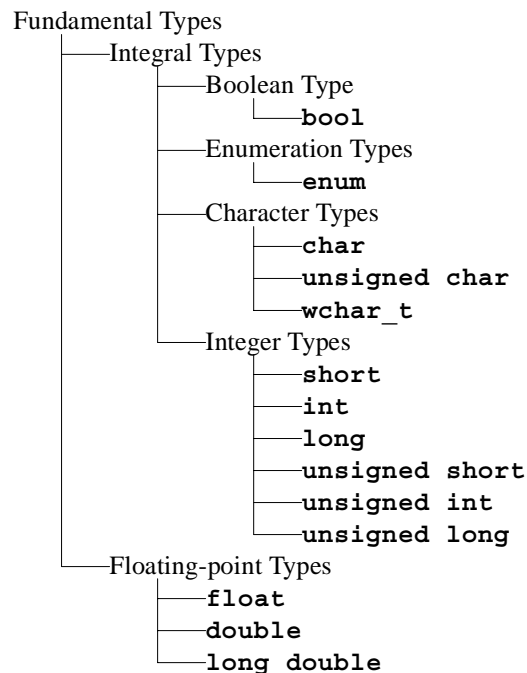 Fundamental Types
Integral Types
Boolean Type
bool
Enumeration Types
enum
Character Types
char
unsigned char
wchar_t
Integer Types
short
int
long
unsigned short
unsigned int
unsigned long
Floating-point Types
float
double
long double